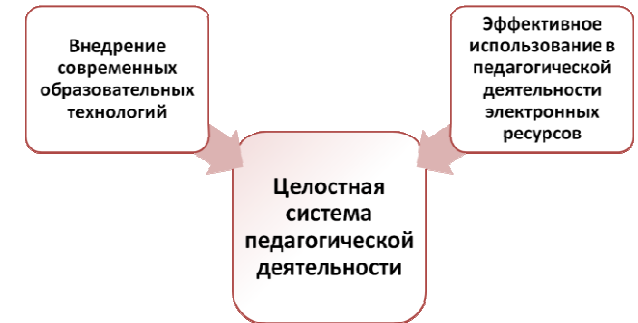 Внедрение
современных
образовательных
технологий
Эффективное
использование в
педагогической
деятельности
электронных
ресурсов
Целостная
система
педагогической
деятельности